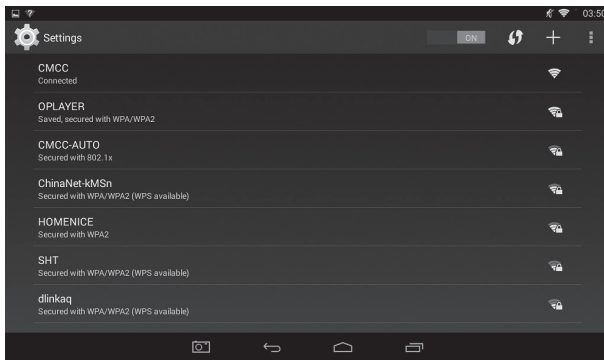 03:50
Settings
ON
CMCC
Connected
OPLAYER
Saved, secured with WPA/WPA2
CMCC-AUTO
Secured with 802.1x
ChinaNet-kMSn
Secured with WPA/WPA2 (WPS available)
HOMENICE
Secured with WPA2
SHT
Secured with WPA/WPA2 (WPS available)
dlinkaq
Secured with WPA/WPA2 (WPS available)